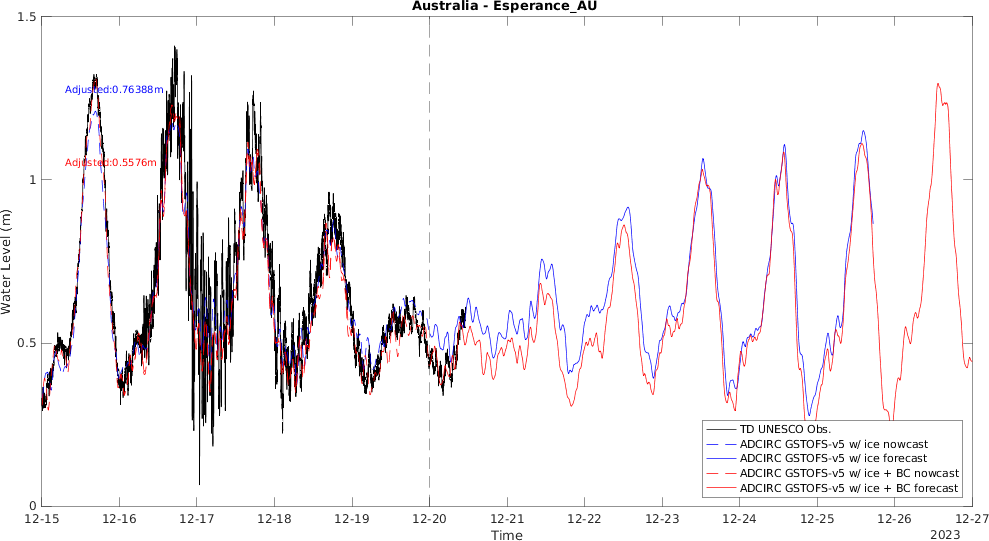 Australia - Esperance_AU
1.5
1
0.5
0
Water Level (m)
Adjusted:0.76388m
Adjusted:0.5576m
TD UNESCO Obs.
ADCIRC GSTOFS-v5 w/ ice nowcast
ADCIRC GSTOFS-v5 w/ ice forecast
ADCIRC GSTOFS-v5 w/ ice + BC nowcast
ADCIRC GSTOFS-v5 w/ ice + BC forecast
12-15 12-16 12-17 12-18 12-19 12-20 12-21 12-22 12-23 12-24 12-25 12-26 12-27
Time
2023